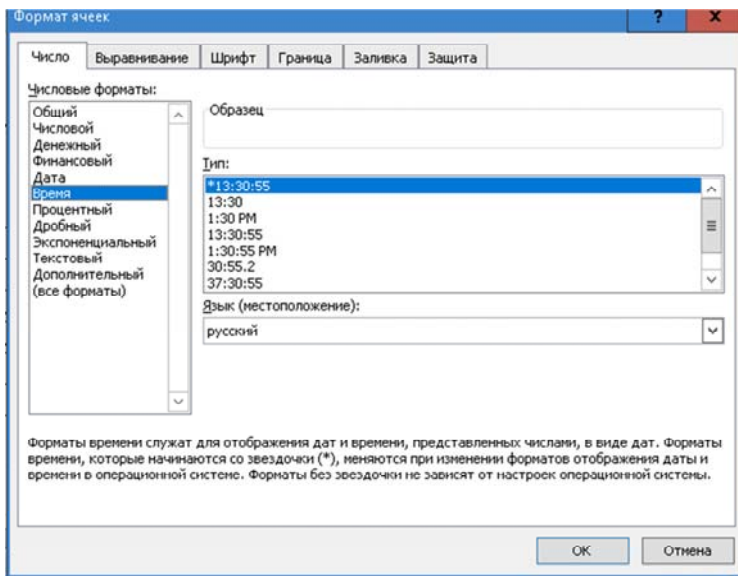 Формат ячеек
?
x
Число
Выравнивание
Шрифт
Граница
Заливка
Защита
Числовые форматы:
Общий
Числовой
Денежный
Финансовый
Дата
Время
Процентный
Дробный
Экспоненциальный
Текстовый
Дополнительный
(все форматы)
Образец
Тип:
*13:30:55
13:30
1:30 PM
13:30:55
1:30:55 PM
30:55.2
37:30:55
Язык (местоположение):
русский
Форматы времени служат для отображения дат и времени, представленных числами, в виде дат. Форматы
времени, которые начинаются со звездочки (*), меняются при изменении форматов отображения даты и
времени в операционной системе. Форматы без звездочки не зависят от настроек операционной системы.
ОК
Отмена